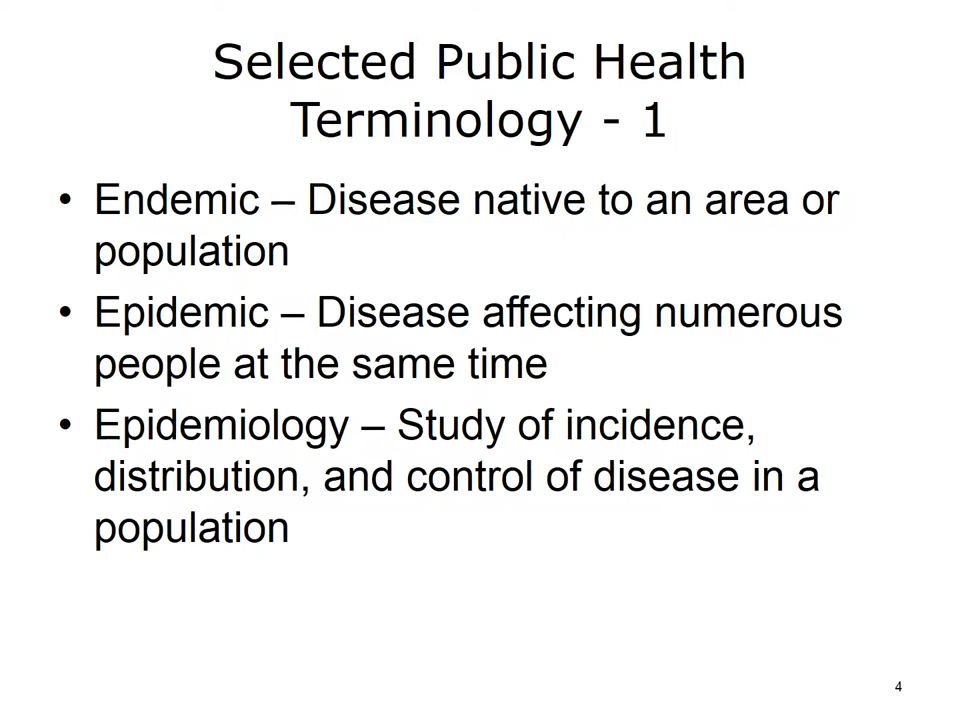 Selected Public Health
Terminology - 1
• Endemic – Disease native to an area or
population
• Epidemic – Disease affecting numerous
people at the same time
• Epidemiology – Study of incidence,
distribution, and control of disease in a
population
4